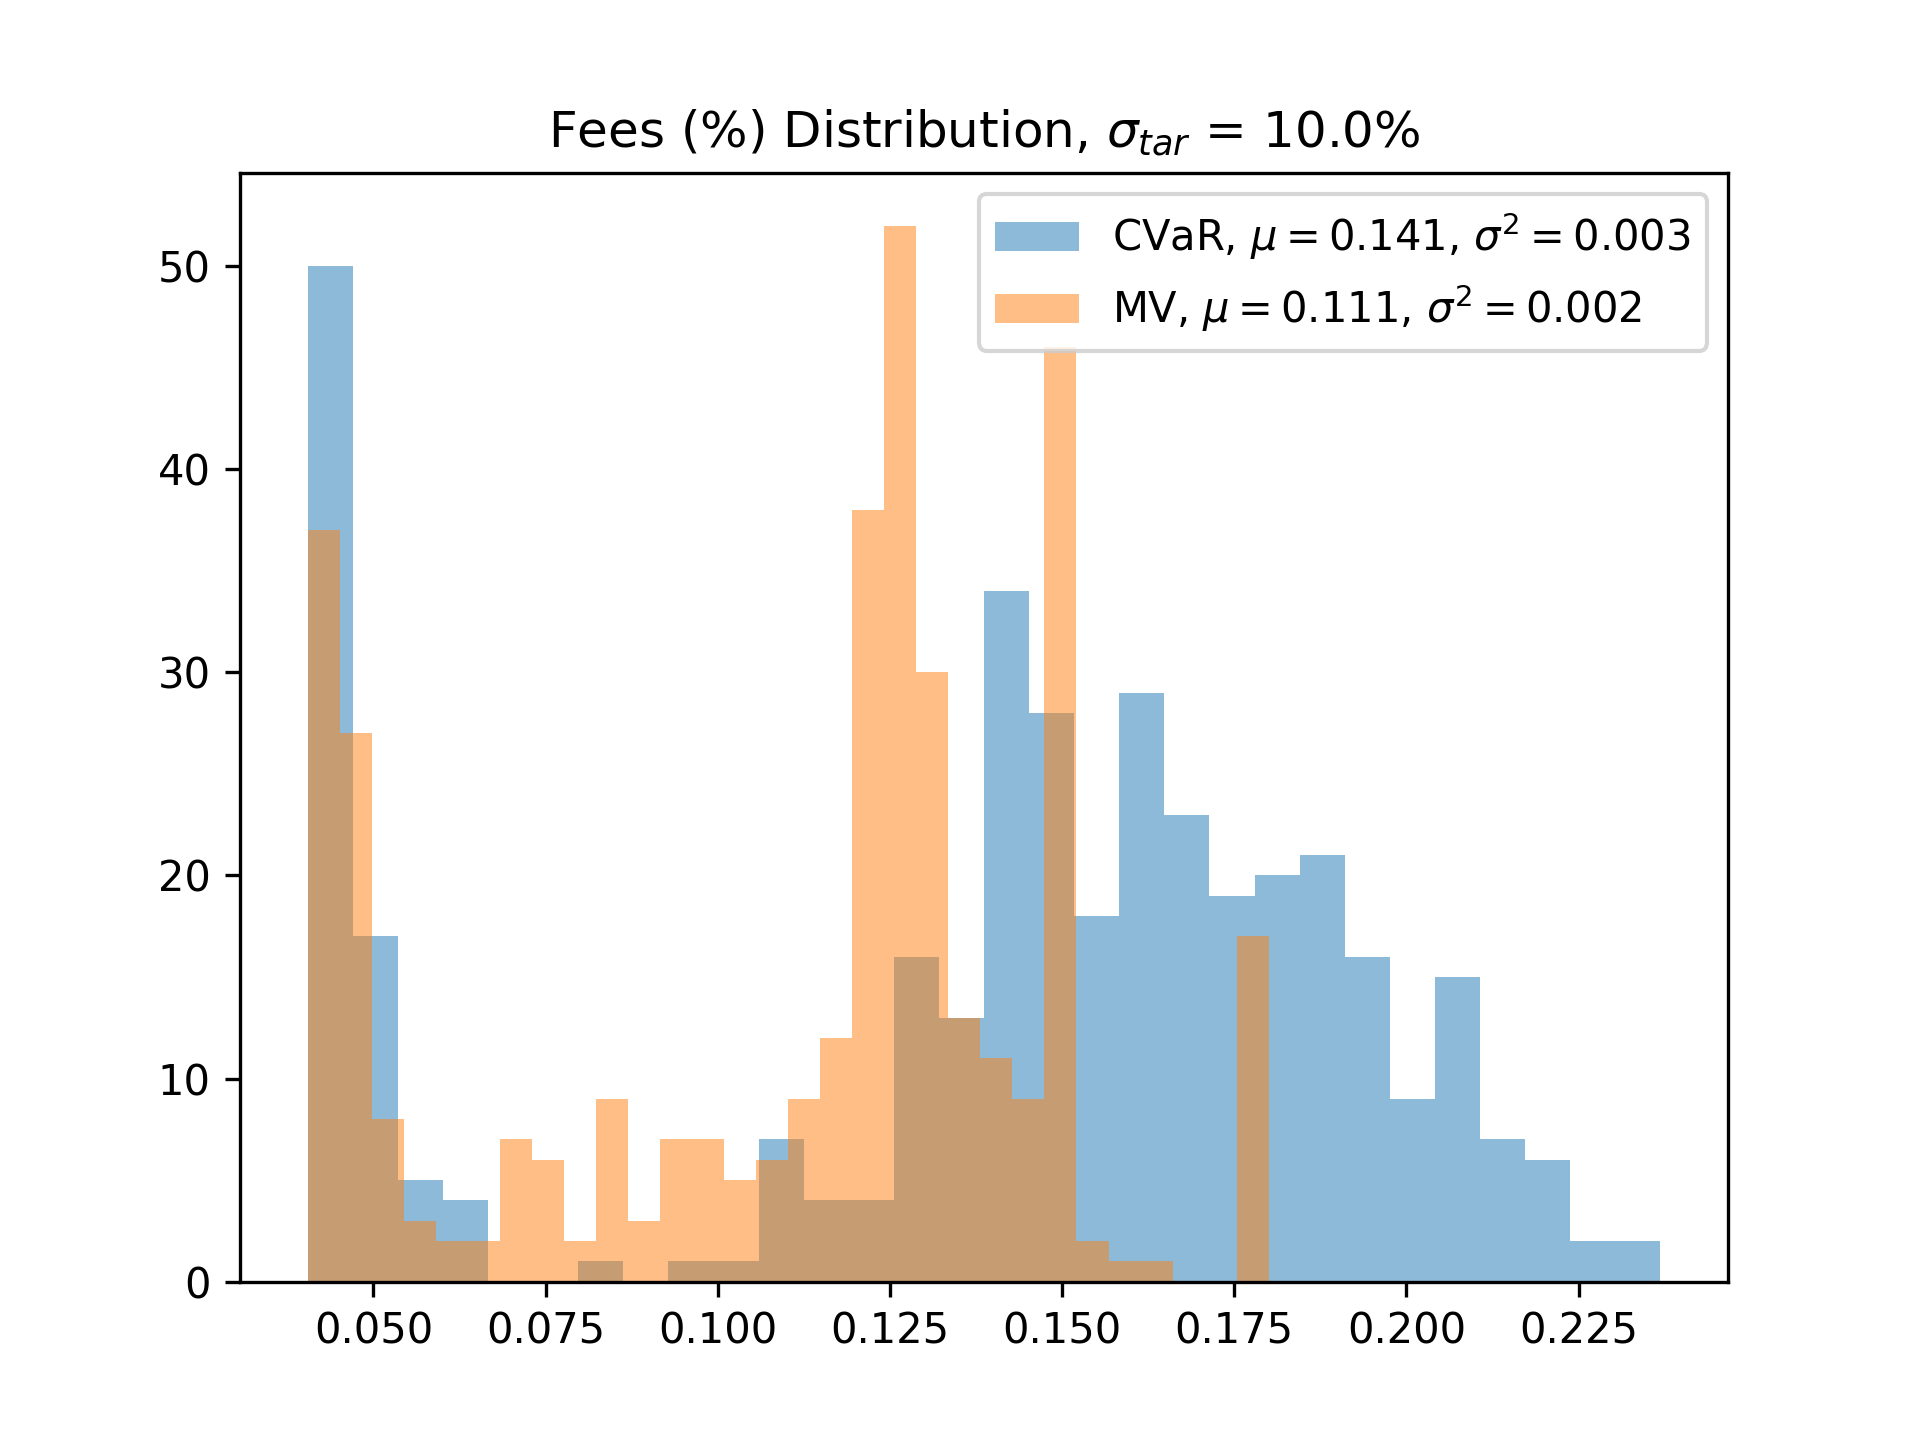 Fees (%) Distribution, σ_tar = 10.0%
CVaR, μ = 0.141, σ² = 0.003
MV, μ = 0.111, σ² = 0.002
50
40
30
20
10
0
0.050 0.075 0.100 0.125 0.150 0.175 0.200 0.225